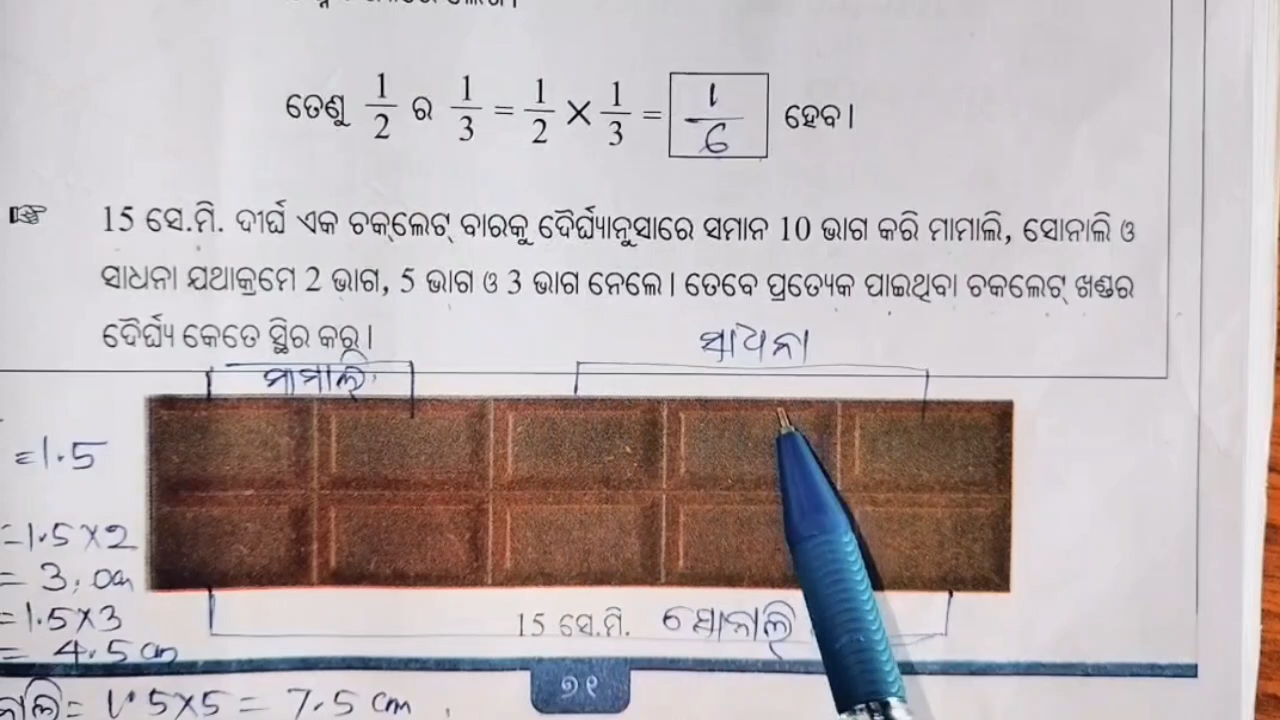 ତେଣୁ 1/2 ର 1/3 = 1/2 × 1/3 = 1/6 ହେବ।
15 ସେ.ମି. ଦୀର୍ଘ ଏକ ଚକ୍‌ଲେଟ୍ ବାରକୁ ଦୈର୍ଘ୍ୟାନୁସାରେ ସମାନ 10 ଭାଗ କରି ମାମାଲି, ସୋନାଲି ଓ
ସାଧନା ଯଥାକ୍ରମେ 2 ଭାଗ, 5 ଭାଗ ଓ 3 ଭାଗ ନେଲେ। ତେବେ ପ୍ରତ୍ୟେକ ପାଇଥିବା ଚକଲେଟ୍ ଖଣ୍ଡର
ଦୈର୍ଘ୍ୟ କେତେ ସ୍ଥିର କର।
ସାଧନା
ମାମାଲି
=1.5
=1.5×2
= 3.0cm
=1.5×3
= 4.5cm
15 ସେ.ମି. ସୋନାଲି
୭୧
= 1.5×5 = 7.5 cm